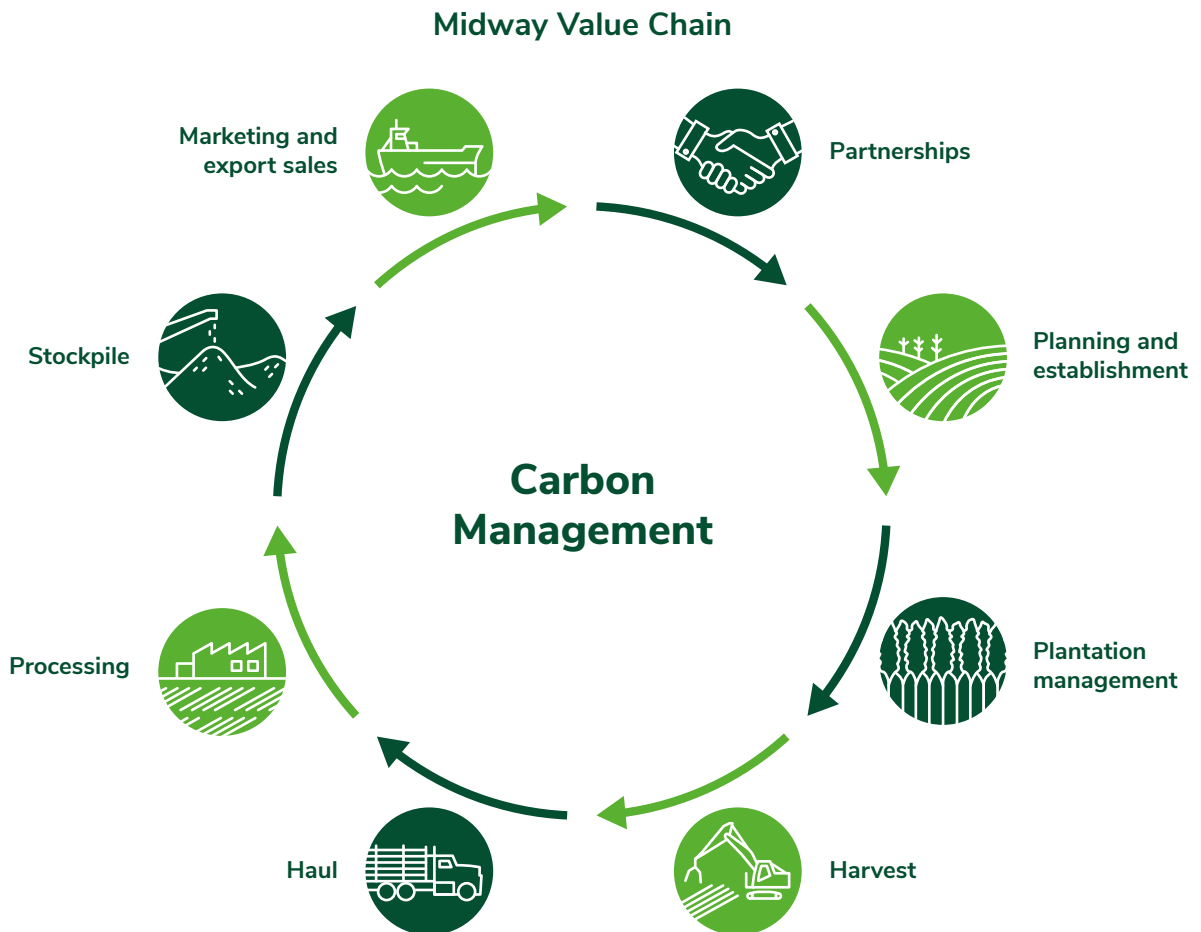 Midway Value Chain
Partnerships
Planning and
establishment
Plantation
management
Harvest
Haul
Processing
Stockpile
Marketing and
export sales
Carbon
Management